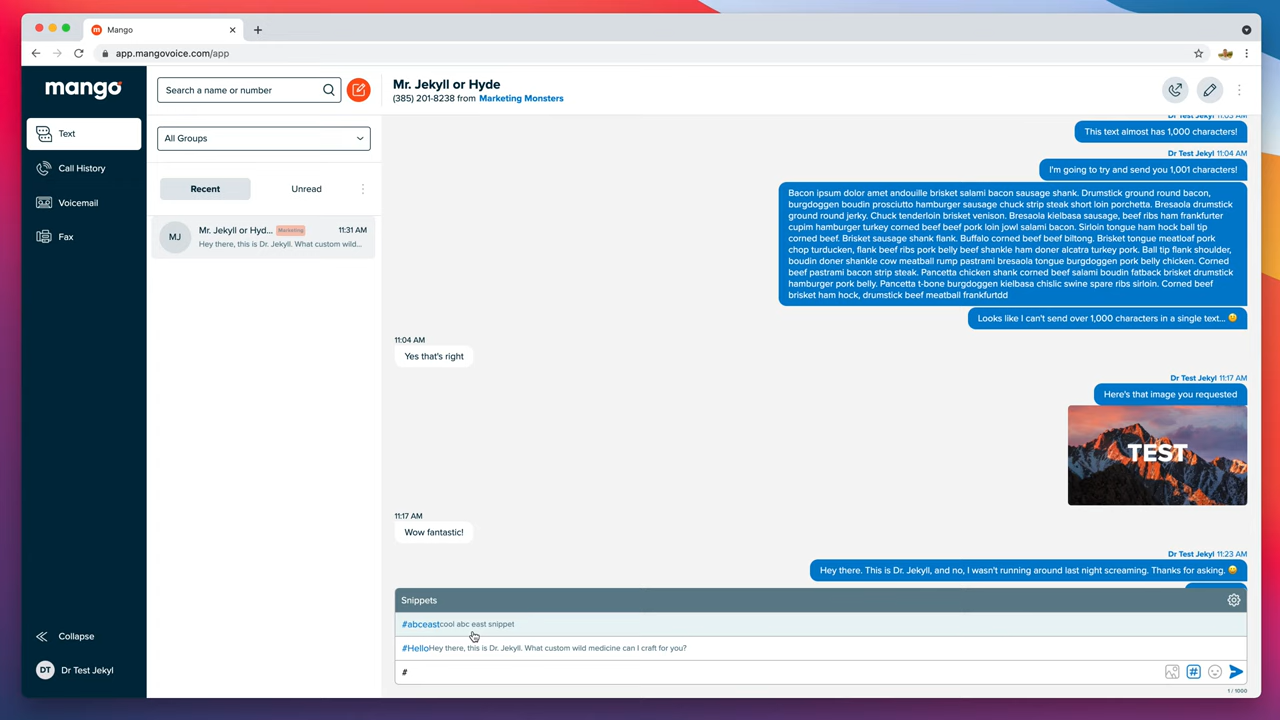 Mango
app.mangovoice.com/app
mango
Text
Call History
Voicemail
Fax
Collapse
DT Dr Test Jekyl
Search a name or number
All Groups
Recent Unread
MJ
Mr. Jekyll or Hyd... Marketing 11:31 AM
Hey there, this is Dr. Jekyll. What custom wild...
Mr. Jekyll or Hyde
(385) 201-8238 from Marketing Monsters
Dr Test Jekyl 11:03 AM
This text almost has 1,000 characters!
Dr Test Jekyl 11:04 AM
I'm going to try and send you 1,001 characters!
Bacon ipsum dolor amet andouille brisket salami bacon sausage shank. Drumstick ground round bacon,
burgdoggen boudin prosciutto hamburger sausage chuck strip steak short loin porchetta. Bresaola drumstick
ground round jerky. Chuck tenderloin brisket venison. Bresaola kielbasa sausage, beef ribs ham frankfurter
cupim hamburger turkey corned beef beef pork loin jowl salami bacon. Sirloin tongue ham hock ball tip
corned beef. Brisket sausage shank flank. Buffalo corned beef beef biltong. Brisket tongue meatloaf pork
chop turducken, flank beef ribs pork belly beef shankle ham doner alcatra turkey pork. Ball tip flank shoulder,
boudin doner shankle cow meatball rump pastrami bresaola tongue burgdoggen pork belly chicken. Corned
beef pastrami bacon strip steak. Pancetta chicken shank corned beef salami boudin fatback brisket drumstick
hamburger pork belly. Pancetta t-bone burgdoggen kielbasa chislic swine spare ribs sirloin. Corned beef
brisket ham hock, drumstick beef meatball frankfurtdd
Looks like I can't send over 1,000 characters in a single text... 🙁
11:04 AM
Yes that's right
Dr Test Jekyl 11:17 AM
Here's that image you requested
TEST
11:17 AM
Wow fantastic!
Dr Test Jekyl 11:23 AM
Hey there. This is Dr. Jekyll, and no, I wasn't running around last night screaming. Thanks for asking. 😀
Snippets
#abceastcool abc east snippet
#HelloHey there, this is Dr. Jekyll. What custom wild medicine can I craft for you?
#
1 / 1000